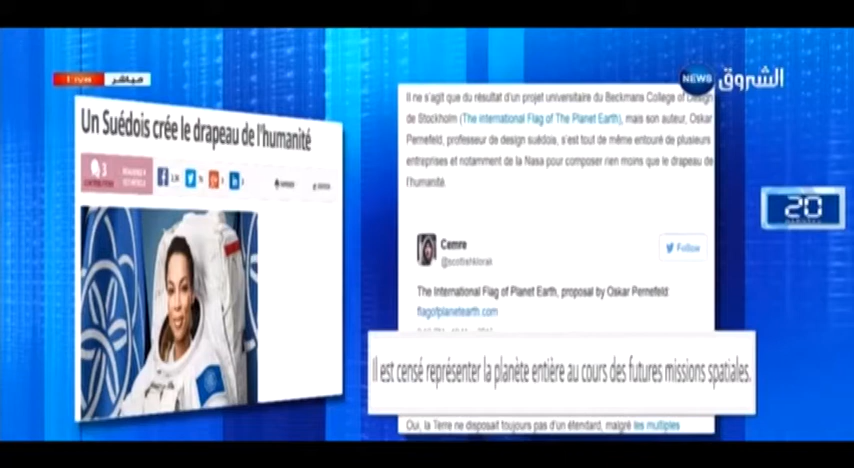 مباشر
NEWS الشروق
Un Suédois crée le drapeau de l'humanité
3
Il ne s'agit que du résultat d'un projet universitaire du Beckmans College of Design
de Stockholm (The International Flag of The Planet Earth), mais son auteur, Oskar
Pernefeld, professeur de design suédois, s'est tout de même entouré de plusieurs
entreprises et notamment de la Nasa pour composer rien moins que le drapeau de
l'humanité.
Cemre
Follow
The International Flag of Planet Earth, proposal by Oskar Pernefeld
flagofplanetearth.com
Il est censé représenter la planète entière au cours des futures missions spatiales.
Oui, la Terre ne disposait toujours pas d'un étendard, malgré les multiples
20